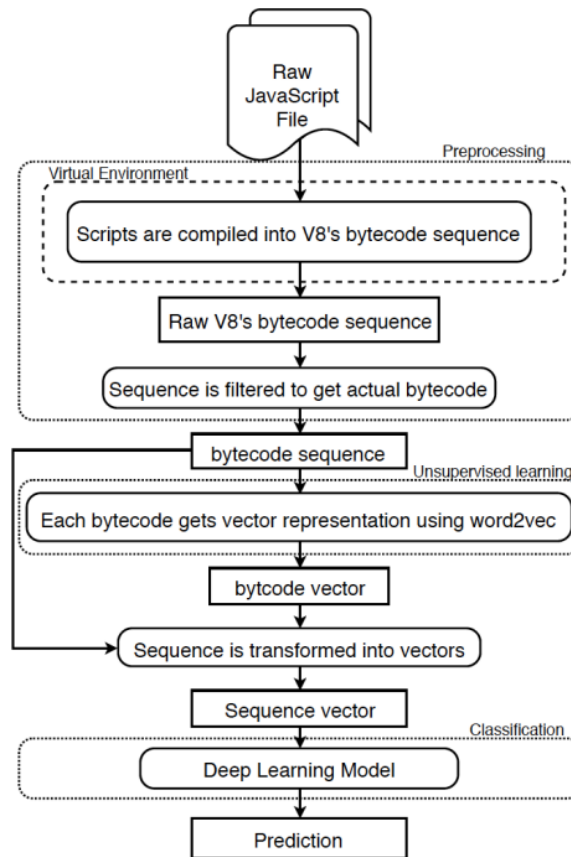 Raw
JavaScript
File
Preprocessing
Virtual Environment
Scripts are compiled into V8's bytecode sequence
Raw V8's bytecode sequence
Sequence is filtered to get actual bytecode
bytecode sequence
Unsupervised learning
Each bytecode gets vector representation using word2vec
bytcode vector
Sequence is transformed into vectors
Sequence vector
Classification
Deep Learning Model
Prediction